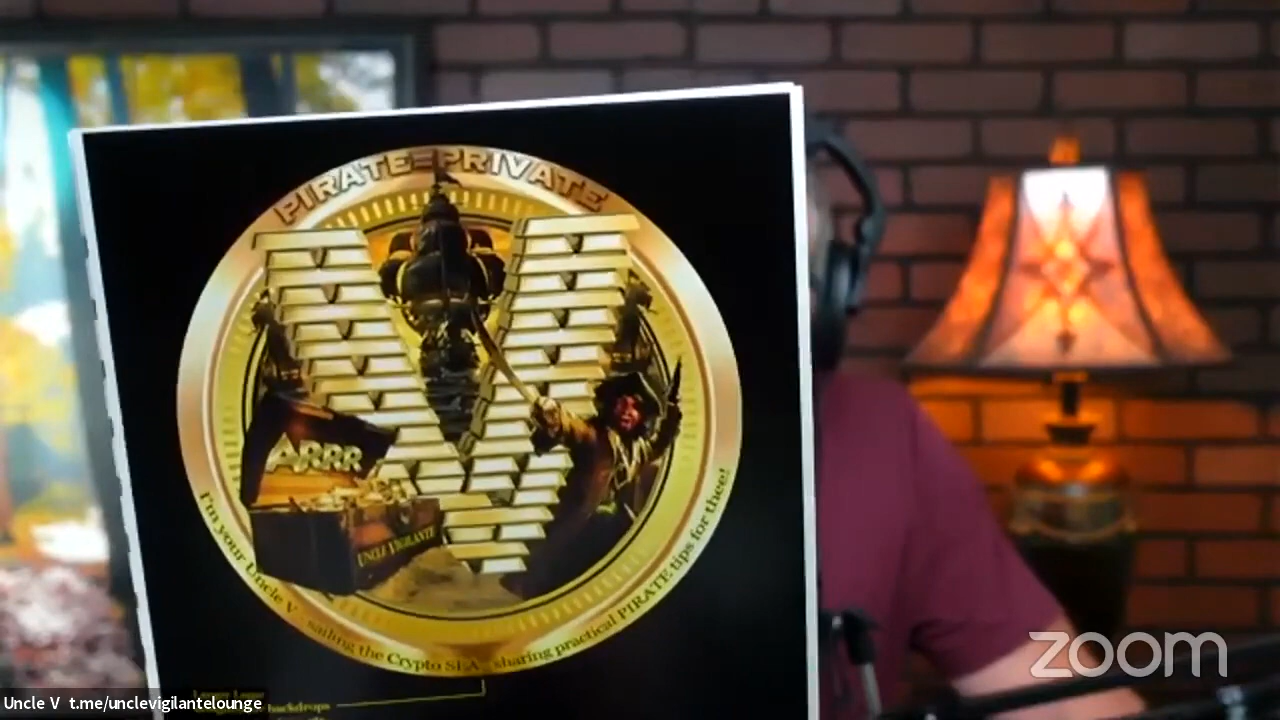 PIRATE=PRIVATE
ARRR
UNCLE VIGILANTE
I'm your Uncle V sailing the Crypto SEA sharing practical PIRATE tips for thee!
backdrops
zoom
Uncle V t.me/unclevigilantelounge